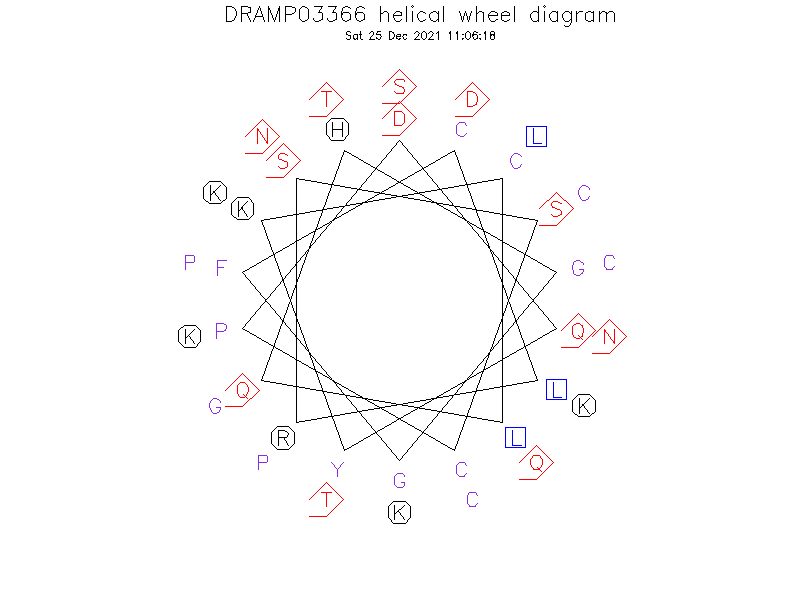 DRAMP03366 helical wheel diagram
Sat 25 Dec 2021 11:06:18
S
T D
D
H C
N L
S C
K C
K S
P F G C
K P Q N
Q L
G K
R L
P Y C Q
G
T C
K